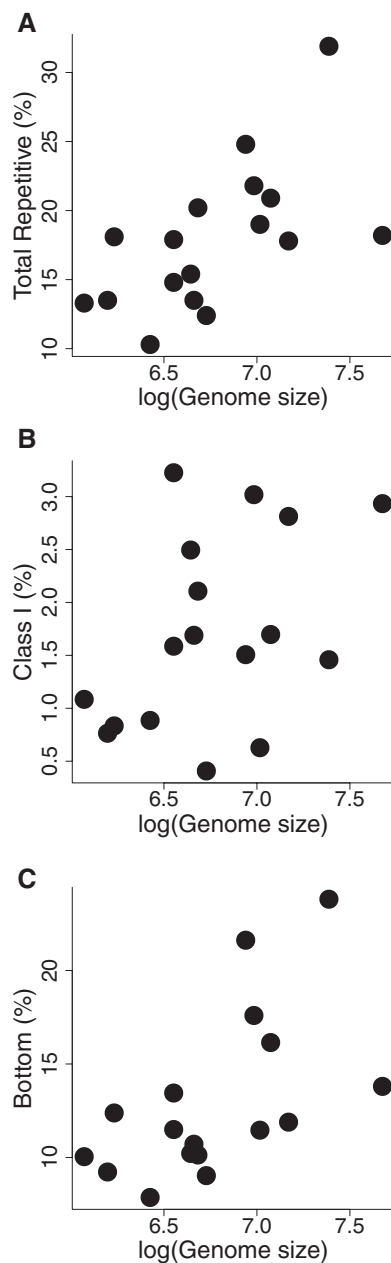 A
Total Repetitive (%)
30
25
20
15
10
6.5 7.0 7.5
log(Genome size)
B
Class I (%)
3.0
2.5
2.0
1.5
1.0
0.5
6.5 7.0 7.5
log(Genome size)
C
Bottom (%)
20
15
10
6.5 7.0 7.5
log(Genome size)